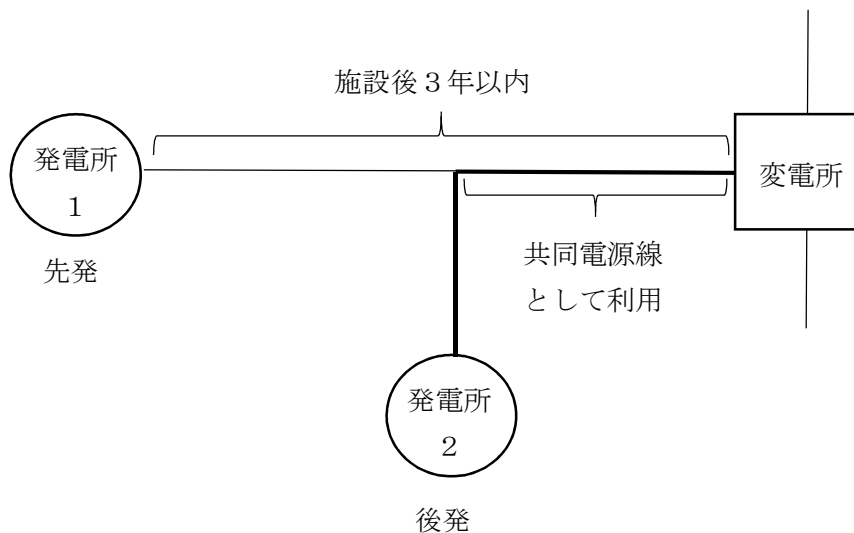 施設後３年以内
発電所
１
先発
変電所
共同電源線
として利用
発電所
２
後発